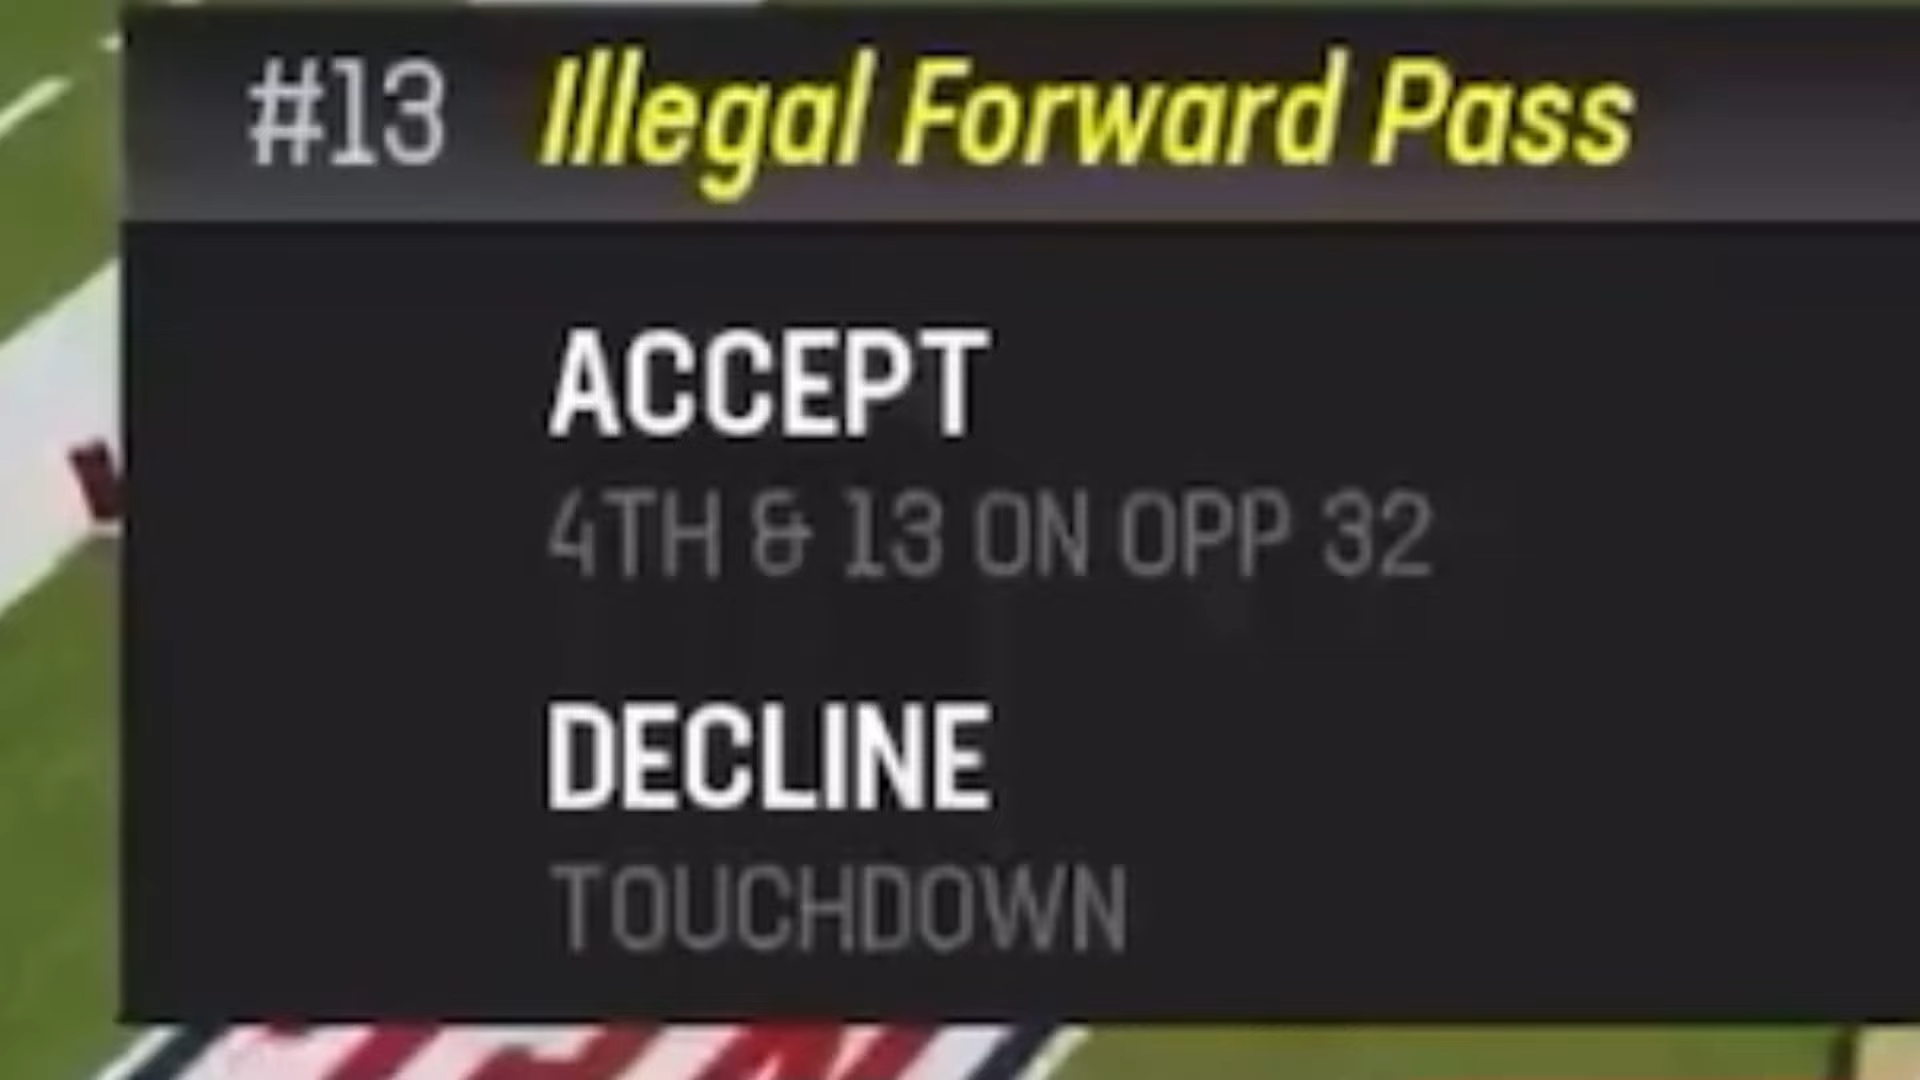 #13 Illegal Forward Pass
ACCEPT
4TH & 13 ON OPP 32
DECLINE
TOUCHDOWN